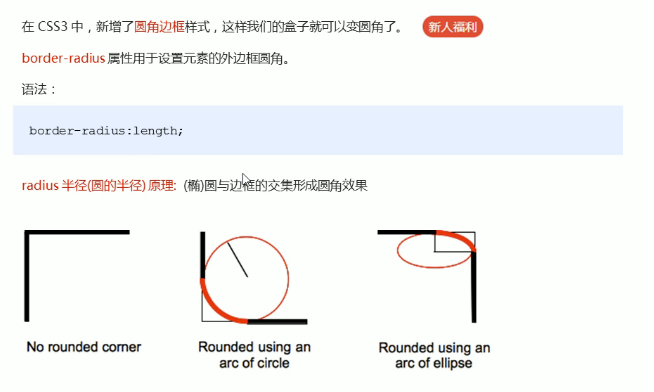 在 CSS3 中，新增了圆角边框样式，这样我们的盒子就可以变圆角了。 新人福利
border-radius 属性用于设置元素的外边框圆角。
语法：
border-radius:length;
radius 半径(圆的半径) 原理: (椭)圆与边框的交集形成圆角效果
No rounded corner
Rounded using an
arc of circle
Rounded using an
arc of ellipse